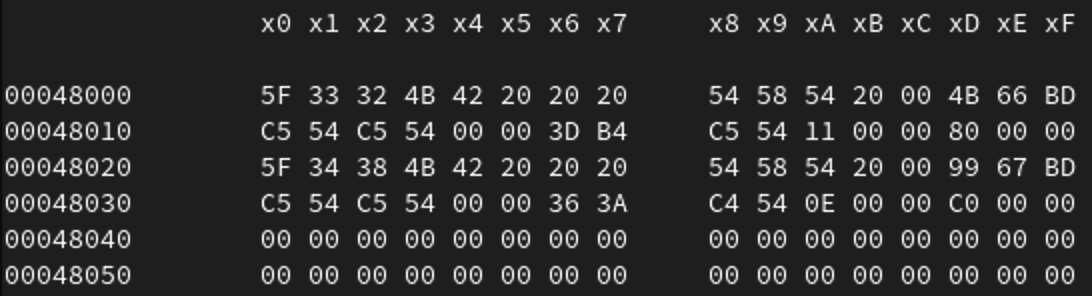 x0 x1 x2 x3 x4 x5 x6 x7 x8 x9 xA xB xC xD xE xF
00048000 5F 33 32 4B 42 20 20 20 54 58 54 20 00 4B 66 BD
00048010 C5 54 C5 54 00 00 3D B4 C5 54 11 00 00 80 00 00
00048020 5F 34 38 4B 42 20 20 20 54 58 54 20 00 99 67 BD
00048030 C5 54 C5 54 00 00 36 3A C4 54 0E 00 00 C0 00 00
00048040 00 00 00 00 00 00 00 00 00 00 00 00 00 00 00 00
00048050 00 00 00 00 00 00 00 00 00 00 00 00 00 00 00 00